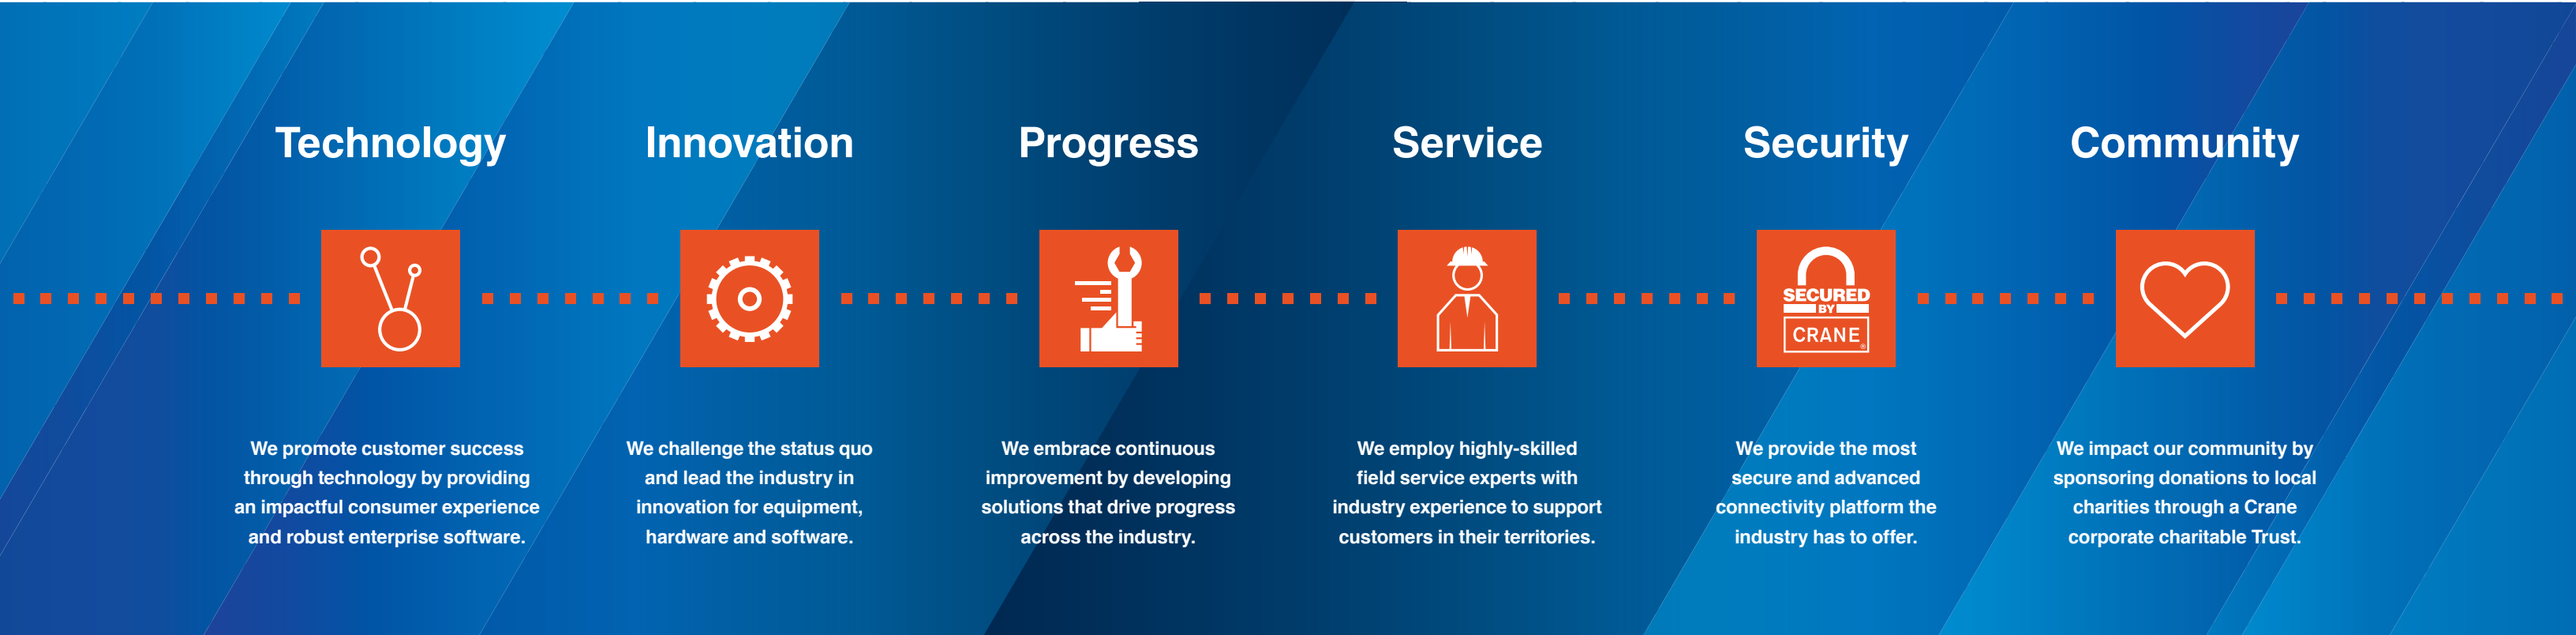 Technology
We promote customer success
through technology by providing
an impactful consumer experience
and robust enterprise software.
Innovation
We challenge the status quo
and lead the industry in
innovation for equipment,
hardware and software.
Progress
We embrace continuous
improvement by developing
solutions that drive progress
across the industry.
Service
We employ highly-skilled
field service experts with
industry experience to support
customers in their territories.
Security
SECURED
BY
CRANE®
We provide the most
secure and advanced
connectivity platform the
industry has to offer.
Community
We impact our community by
sponsoring donations to local
charities through a Crane
corporate charitable Trust.